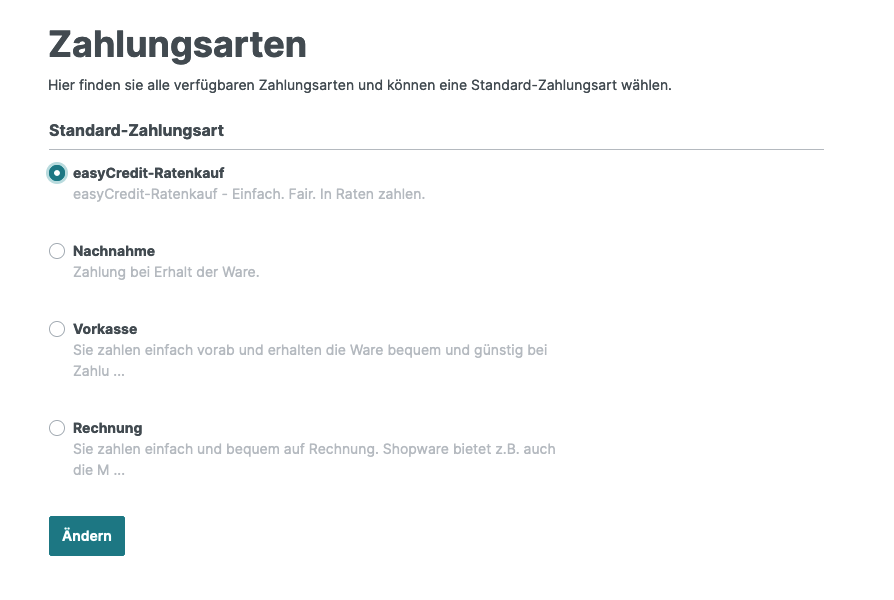 Zahlungsarten
Hier finden sie alle verfügbaren Zahlungsarten und können eine Standard-Zahlungsart wählen.
Standard-Zahlungsart
easyCredit-Ratenkauf
easyCredit-Ratenkauf - Einfach. Fair. In Raten zahlen.
Nachnahme
Zahlung bei Erhalt der Ware.
Vorkasse
Sie zahlen einfach vorab und erhalten die Ware bequem und günstig bei
Zahlu ...
Rechnung
Sie zahlen einfach und bequem auf Rechnung. Shopware bietet z.B. auch
die M ...
Ändern